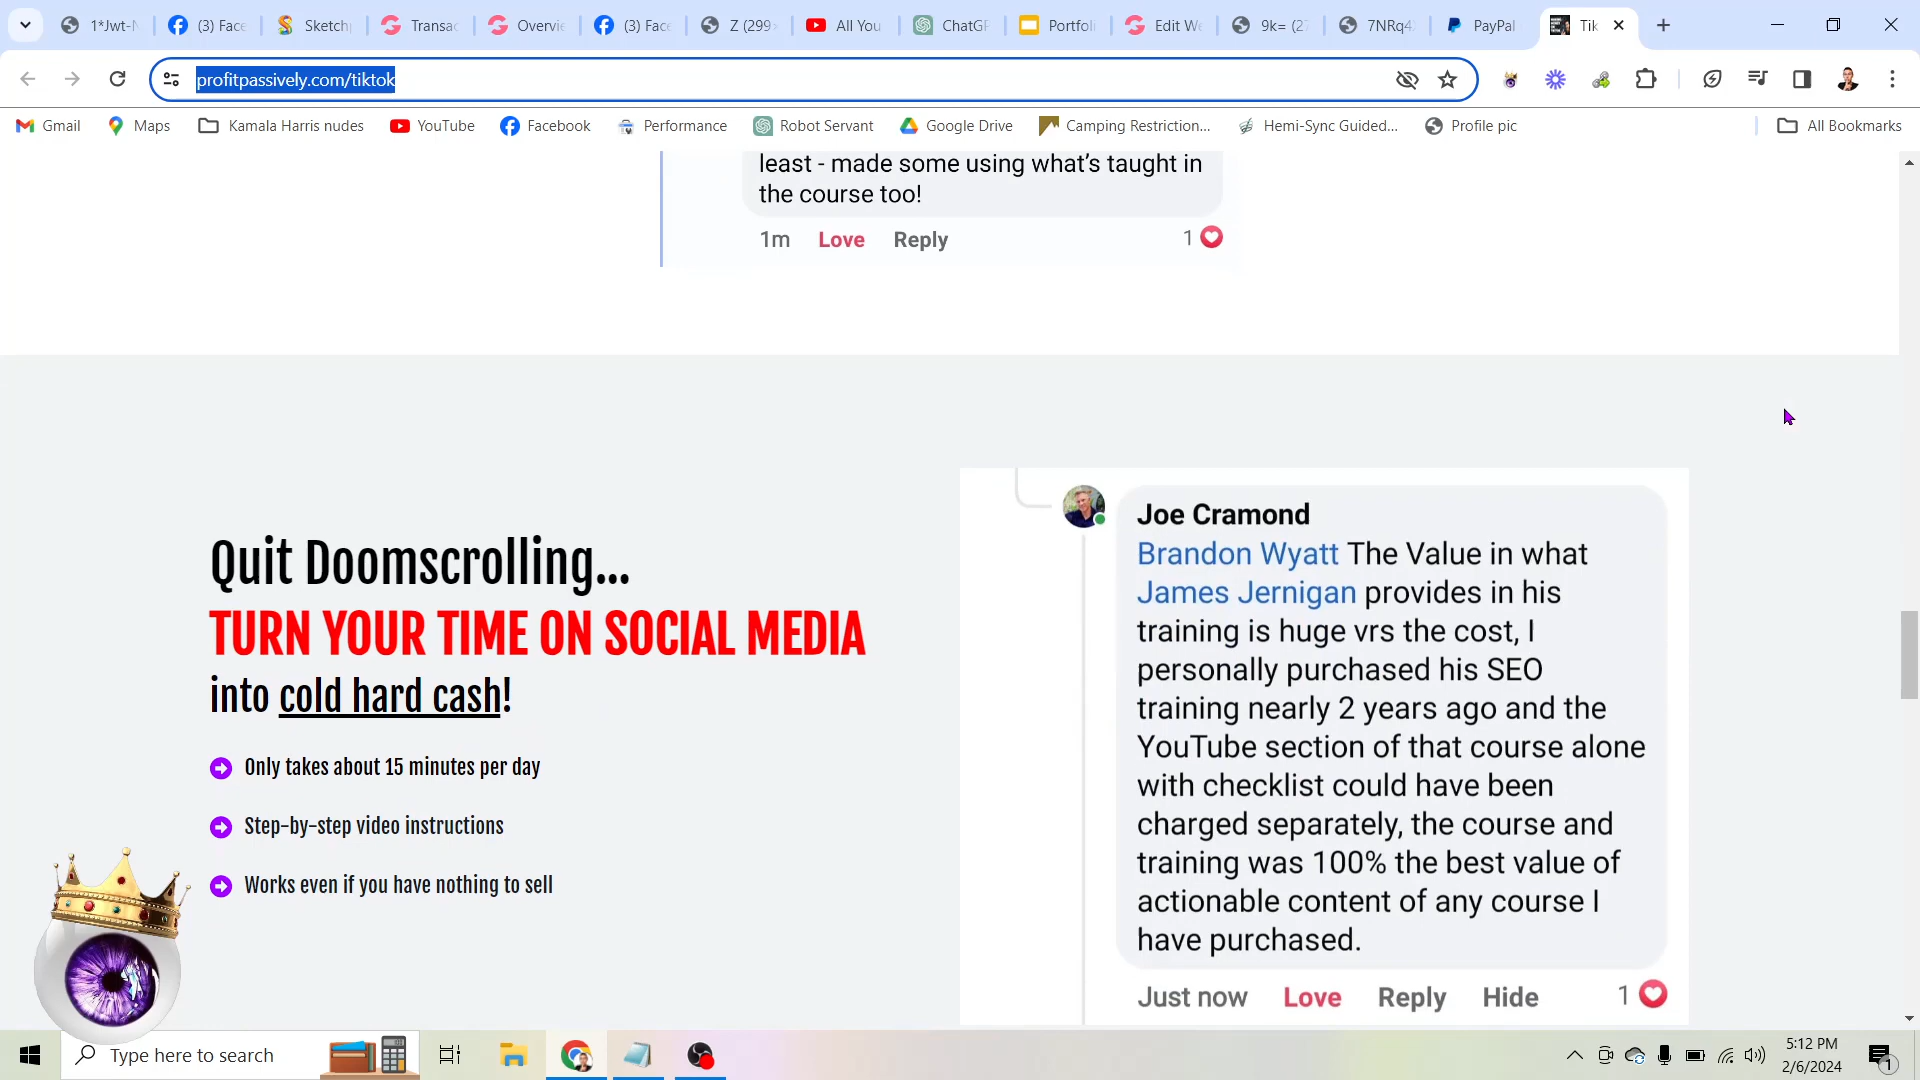 1*Jwt-N
(3) Face
Sketchp
Transac
Overvie
(3) Face
Z (299×
All You
ChatGP
Portfoli
Edit We
9k= (27
7NRq4
PayPal
Tik
profitpassively.com/tiktok
Gmail
Maps
Kamala Harris nudes
YouTube
Facebook
Performance
Robot Servant
Google Drive
Camping Restriction...
Hemi-Sync Guided...
Profile pic
All Bookmarks
least - made some using what’s taught in
the course too!
1m Love Reply 1
Quit Doomscrolling...
TURN YOUR TIME ON SOCIAL MEDIA
into cold hard cash!
Only takes about 15 minutes per day
Step-by-step video instructions
Works even if you have nothing to sell
Joe Cramond
Brandon Wyatt The Value in what
James Jernigan provides in his
training is huge vrs the cost, I
personally purchased his SEO
training nearly 2 years ago and the
YouTube section of that course alone
with checklist could have been
charged separately, the course and
training was 100% the best value of
actionable content of any course I
have purchased.
Just now Love Reply Hide 1
Type here to search
5:12 PM
2/6/2024
1